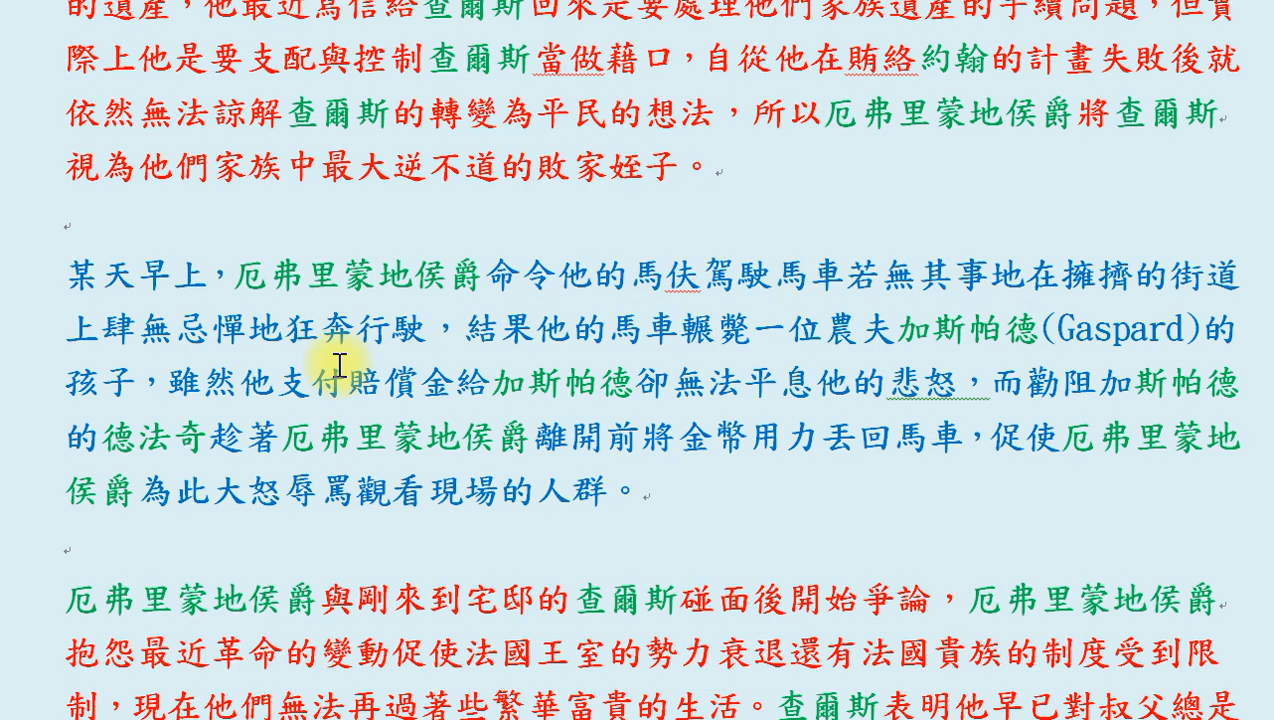 的遺產，他最近寫信給查爾斯回來是要處理他們家族遺產的手續問題，但實
際上他是要支配與控制查爾斯當做藉口，自從他在賄絡約翰的計畫失敗後就
依然無法諒解查爾斯的轉變為平民的想法，所以厄弗里蒙地侯爵將查爾斯
視為他們家族中最大逆不道的敗家姪子。
某天早上，厄弗里蒙地侯爵命令他的馬伕駕駛馬車若無其事地在擁擠的街道
上肆無忌憚地狂奔行駛，結果他的馬車輾斃一位農夫加斯帕德(Gaspard)的
孩子，雖然他支付賠償金給加斯帕德卻無法平息他的悲怒，而勸阻加斯帕德
的德法奇趁著厄弗里蒙地侯爵離開前將金幣用力丟回馬車，促使厄弗里蒙地
侯爵為此大怒辱罵觀看現場的人群。
厄弗里蒙地侯爵與剛來到宅邸的查爾斯碰面後開始爭論，厄弗里蒙地侯爵
抱怨最近革命的變動促使法國王室的勢力衰退還有法國貴族的制度受到限
制，現在他們無法再過著些繁華富貴的生活。查爾斯表明他早已對叔父總是